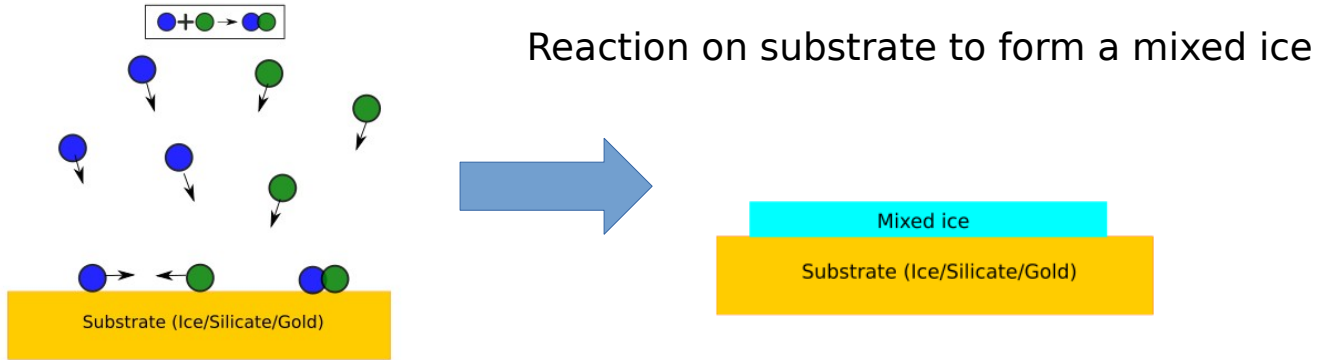 Reaction on substrate to form a mixed ice
+
Substrate (Ice/Silicate/Gold)
Mixed ice
Substrate (Ice/Silicate/Gold)